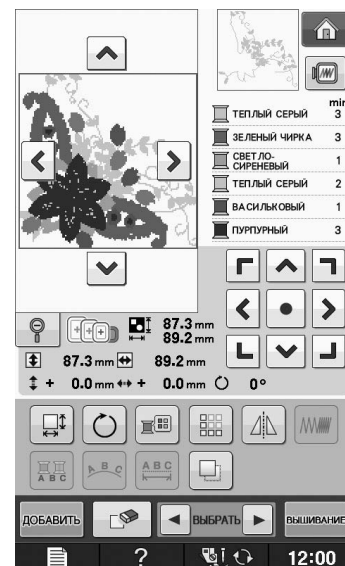 min
ТЕПЛЫЙ СЕРЫЙ 3
ЗЕЛЕНЫЙ ЧИРКА 3
СВЕТЛО-
СИРЕНЕВЫЙ 1
ТЕПЛЫЙ СЕРЫЙ 2
ВАСИЛЬКОВЫЙ 1
ПУРПУРНЫЙ 3
87.3 mm
89.2 mm
87.3 mm 89.2 mm
+ 0.0 mm + 0.0 mm 0°
A B C A B C A B C
ДОБАВИТЬ ВЫБРАТЬ ВЫШИВАНИЕ
? 12:00